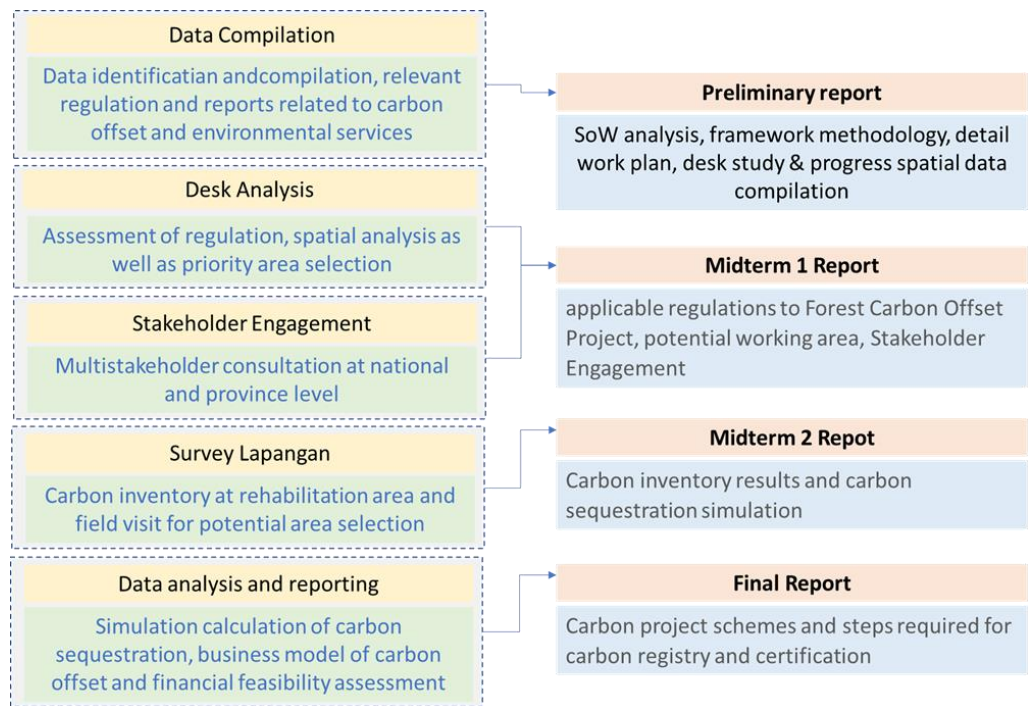 Data Compilation
Data identificatian andcompilation, relevant
regulation and reports related to carbon
offset and environmental services
Desk Analysis
Assessment of regulation, spatial analysis as
well as priority area selection
Stakeholder Engagement
Multistakeholder consultation at national
and province level
Survey Lapangan
Carbon inventory at rehabilitation area and
field visit for potential area selection
Data analysis and reporting
Simulation calculation of carbon
sequestration, business model of carbon
offset and financial feasibility assessment
Preliminary report
SoW analysis, framework methodology, detail
work plan, desk study & progress spatial data
compilation
Midterm 1 Report
applicable regulations to Forest Carbon Offset
Project, potential working area, Stakeholder
Engagement
Midterm 2 Repot
Carbon inventory results and carbon
sequestration simulation
Final Report
Carbon project schemes and steps required for
carbon registry and certification